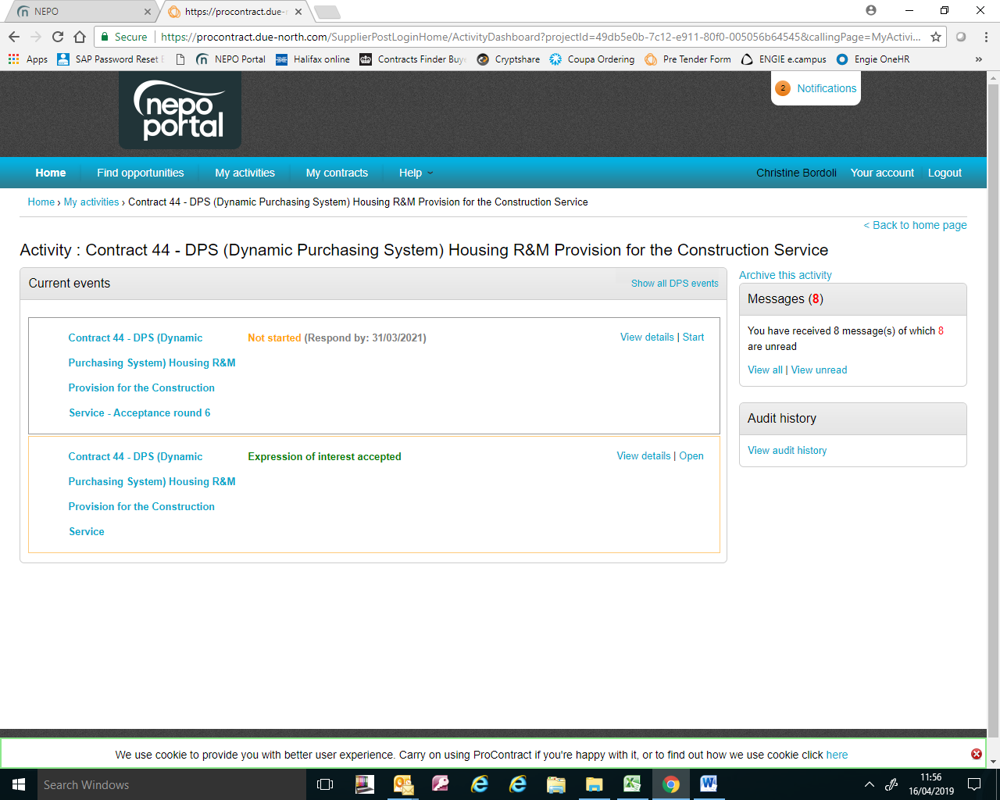 NEPO
https://procontract.due-n
Secure
https://procontract.due-north.com/SupplierPostLoginHome/ActivityDashboard?projectId=49db5e0b-7c12-e911-80f0-005056b64545&callingPage=MyActivi...
Apps
SAP Password Reset E
NEPO Portal
Halifax online
Contracts Finder Buye
Cryptshare
Coupa Ordering
Pre Tender Form
ENGIE e.campus
Engie OneHR
»
nepo
portal
2 Notifications
Home
Find opportunities
My activities
My contracts
Help
Christine Bordoli
Your account
Logout
Home › My activities › Contract 44 - DPS (Dynamic Purchasing System) Housing R&M Provision for the Construction Service
< Back to home page
Activity : Contract 44 - DPS (Dynamic Purchasing System) Housing R&M Provision for the Construction Service
Current events
Show all DPS events
Contract 44 - DPS (Dynamic
Purchasing System) Housing R&M
Provision for the Construction
Service - Acceptance round 6
Not started (Respond by: 31/03/2021)
View details | Start
Contract 44 - DPS (Dynamic
Purchasing System) Housing R&M
Provision for the Construction
Service
Expression of interest accepted
View details | Open
Archive this activity
Messages (8)
You have received 8 message(s) of which 8
are unread
View all | View unread
Audit history
View audit history
We use cookie to provide you with better user experience. Carry on using ProContract if you're happy with it, or to find out how we use cookie click here
Search Windows
11:56
16/04/2019